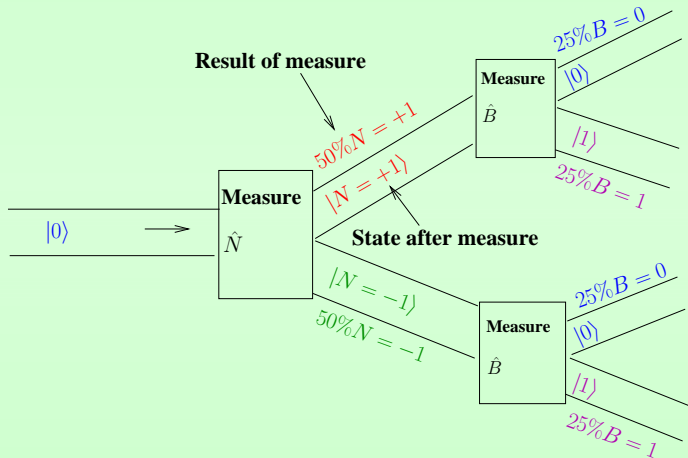 Result of measure
50%N = +1
|N = +1⟩
State after measure
|0⟩
Measure
N̂
|N = −1⟩
50%N = −1
Measure
B̂
25%B = 0
|0⟩
|1⟩
25%B = 1
Measure
B̂
25%B = 0
|0⟩
|1⟩
25%B = 1